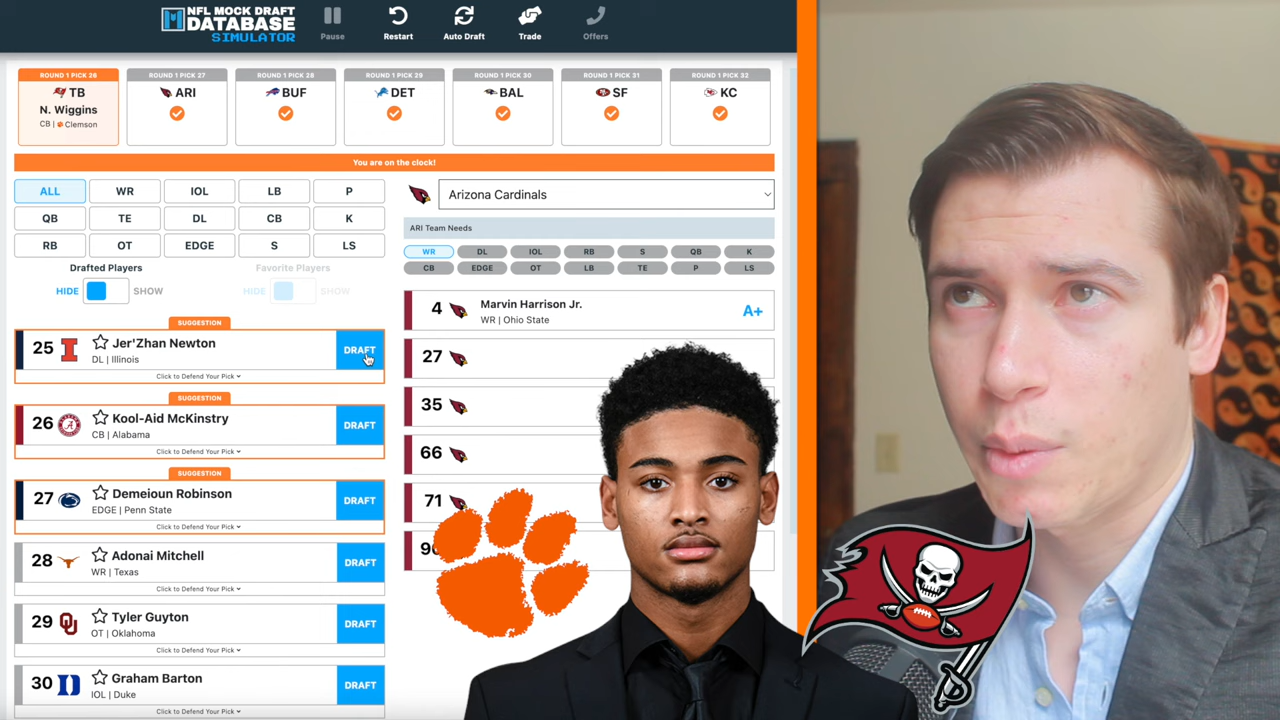 NFL MOCK DRAFT
DATABASE
SIMULATOR
Pause
Restart
Auto Draft
Trade
Offers
ROUND 1 PICK 26
TB
N. Wiggins
CB | Clemson
ROUND 1 PICK 27
ARI
ROUND 1 PICK 28
BUF
ROUND 1 PICK 29
DET
ROUND 1 PICK 30
BAL
ROUND 1 PICK 31
SF
ROUND 1 PICK 32
KC
You are on the clock!
ALL WR IOL LB P
QB TE DL CB K
RB OT EDGE S LS
Drafted Players
HIDE SHOW
Favorite Players
HIDE SHOW
SUGGESTION
25 Jer'Zhan Newton
DL | Illinois
DRAFT
Click to Defend Your Pick
SUGGESTION
26 Kool-Aid McKinstry
CB | Alabama
DRAFT
Click to Defend Your Pick
SUGGESTION
27 Demeioun Robinson
EDGE | Penn State
DRAFT
Click to Defend Your Pick
28 Adonai Mitchell
WR | Texas
DRAFT
Click to Defend Your Pick
29 Tyler Guyton
OT | Oklahoma
DRAFT
Click to Defend Your Pick
30 Graham Barton
IOL | Duke
DRAFT
Click to Defend Your Pick
Arizona Cardinals
ARI Team Needs
WR DL IOL RB S QB K
CB EDGE OT LB TE P LS
4 Marvin Harrison Jr.
WR | Ohio State
A+
27
35
66
71